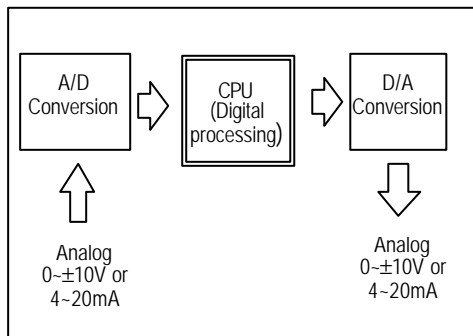 A/D
Conversion
CPU
(Digital
processing)
D/A
Conversion
Analog
0~±10V or
4~20mA
Analog
0~±10V or
4~20mA